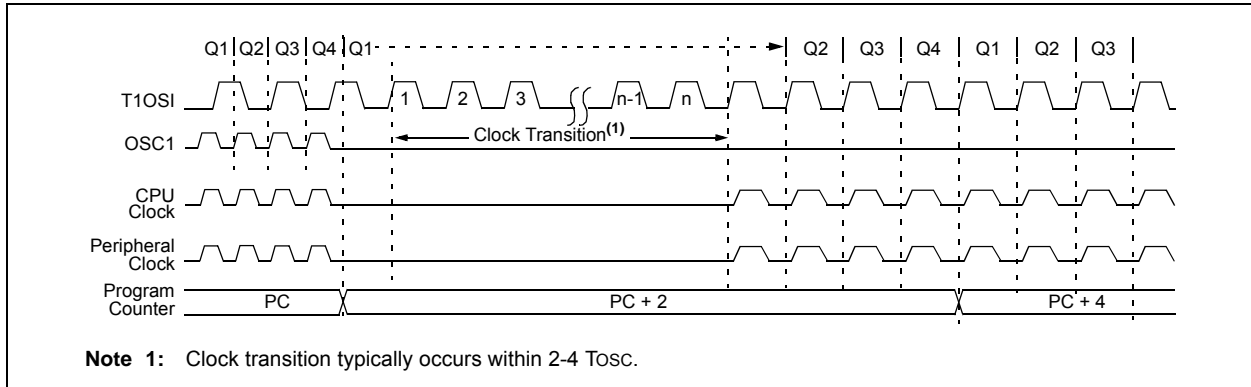 Q1 Q2 Q3 Q4 Q1 Q2 Q3 Q4 Q1 Q2 Q3
T1OSI
1 2 3 n-1 n
Clock Transition(1)
OSC1
CPU
Clock
Peripheral
Clock
Program
Counter
PC PC + 2 PC + 4
Note 1: Clock transition typically occurs within 2-4 TOSC.